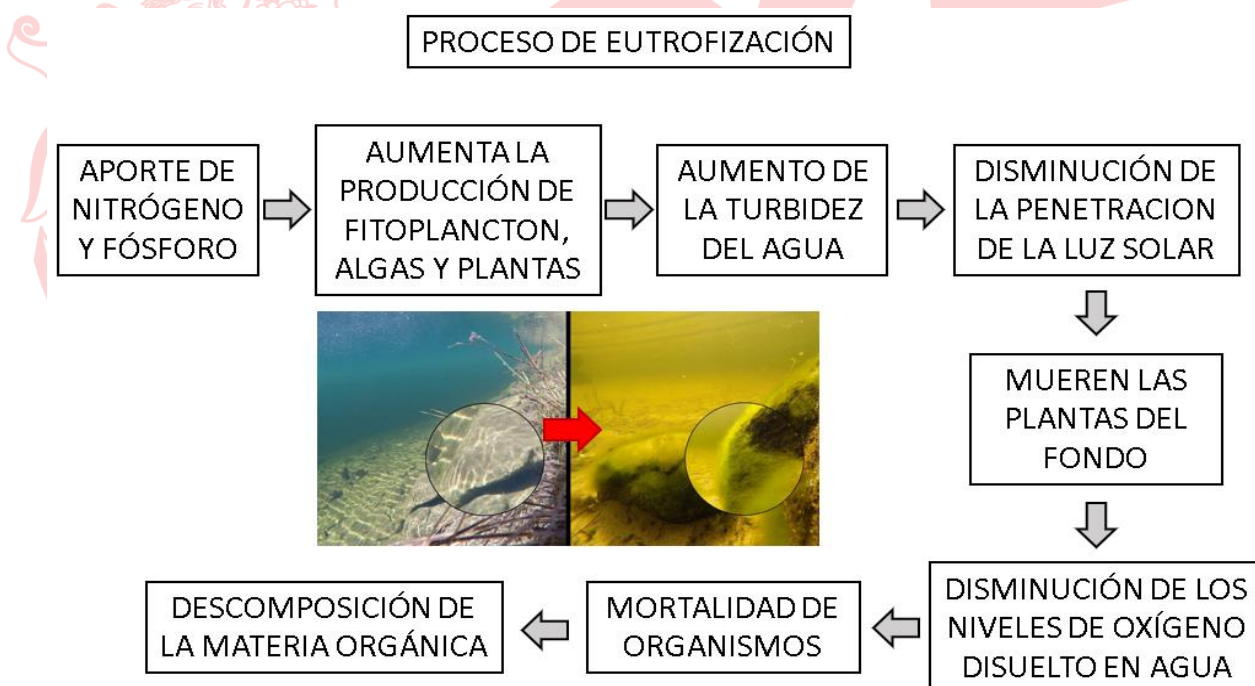 PROCESO DE EUTROFIZACIÓN
APORTE DE
NITRÓGENO
Y FÓSFORO
AUMENTA LA
PRODUCCIÓN DE
FITOPLANCTON,
ALGAS Y PLANTAS
AUMENTO DE
LA TURBIDEZ
DEL AGUA
DISMINUCIÓN DE
LA PENETRACION
DE LA LUZ SOLAR
MUEREN LAS
PLANTAS DEL
FONDO
DISMINUCIÓN DE LOS
NIVELES DE OXÍGENO
DISUELTO EN AGUA
MORTALIDAD DE
ORGANISMOS
DESCOMPOSICIÓN DE
LA MATERIA ORGÁNICA